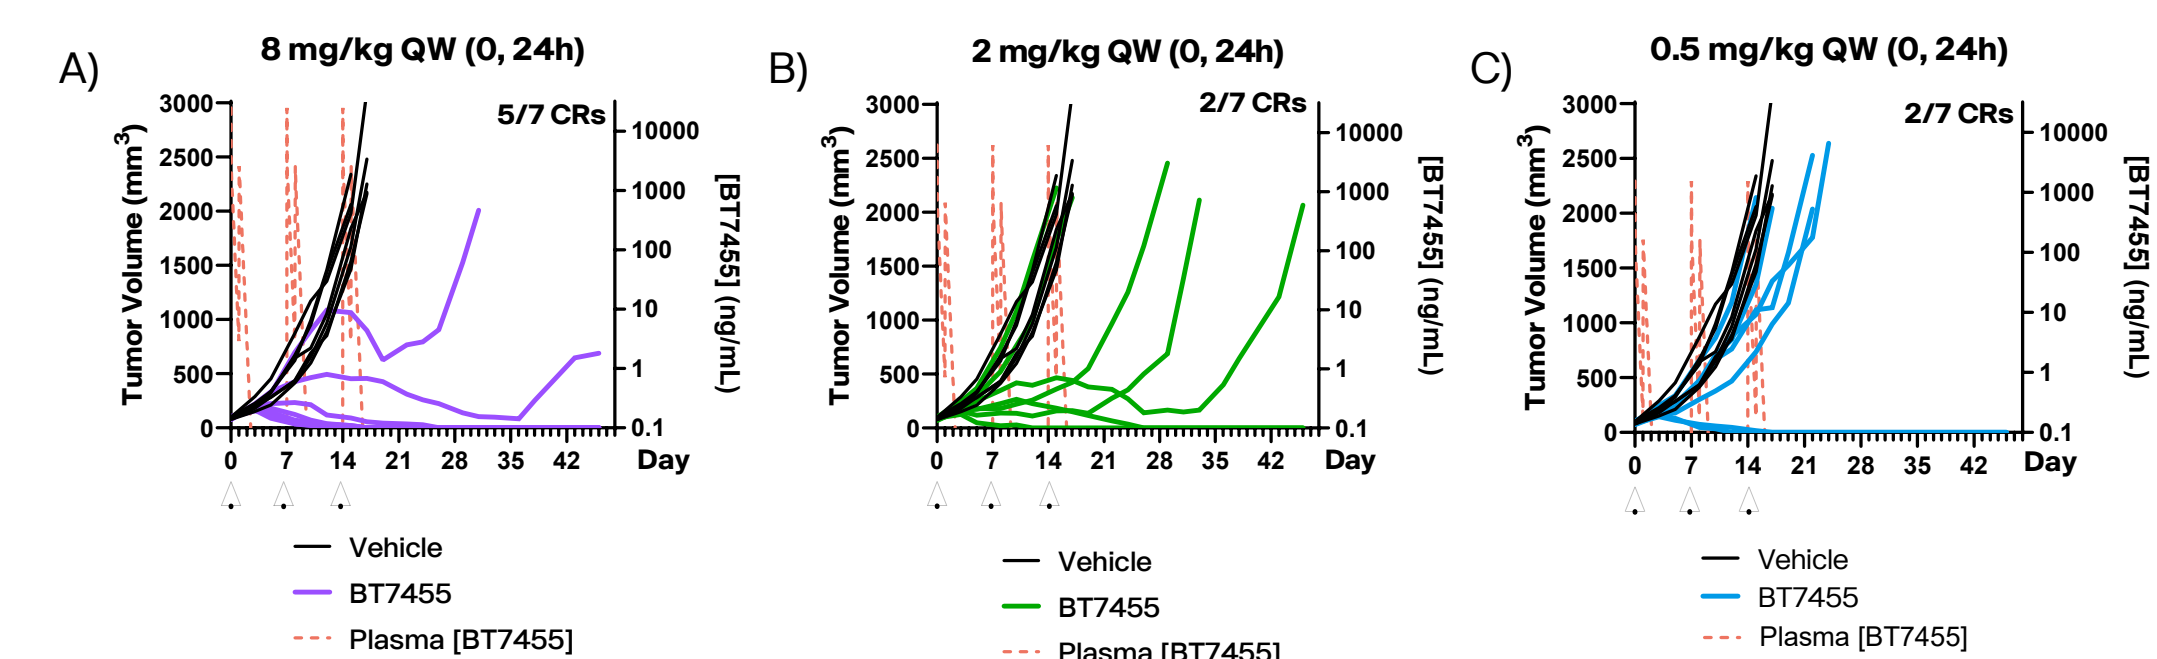 A)
8 mg/kg QW (0, 24h)
5/7 CRs
Tumor Volume (mm³)
3000
2500
2000
1500
1000
500
0
10000
1000
100
10
1
0.1
[BT7455] (ng/mL)
0 7 14 21 28 35 42 Day
Vehicle
BT7455
Plasma [BT7455]
B)
2 mg/kg QW (0, 24h)
2/7 CRs
Tumor Volume (mm³)
3000
2500
2000
1500
1000
500
0
10000
1000
100
10
1
0.1
[BT7455] (ng/mL)
0 7 14 21 28 35 42 Day
Vehicle
BT7455
Plasma [BT7455]
C)
0.5 mg/kg QW (0, 24h)
2/7 CRs
Tumor Volume (mm³)
3000
2500
2000
1500
1000
500
0
10000
1000
100
10
1
0.1
[BT7455] (ng/mL)
0 7 14 21 28 35 42 Day
Vehicle
BT7455
Plasma [BT7455]